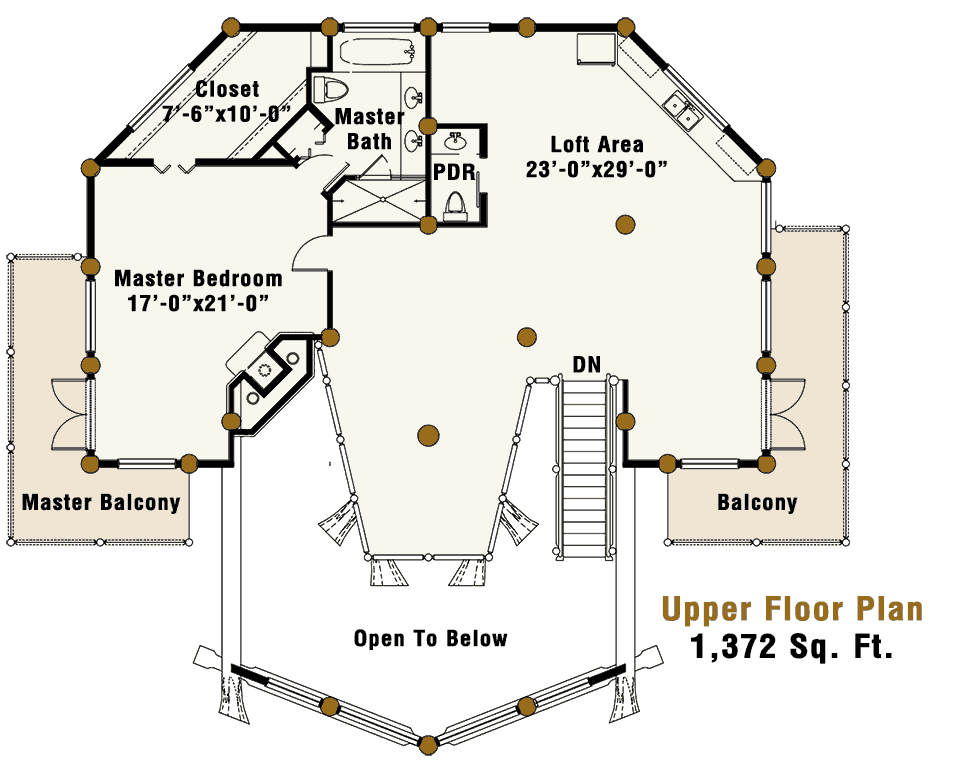 Closet
7'-6"x10'-0"
Master
Bath
Loft Area
23'-0"x29'-0"
PDR
Master Bedroom
17'-0"x21'-0"
DN
Master Balcony
Balcony
Upper Floor Plan
1,372 Sq. Ft.
Open To Below